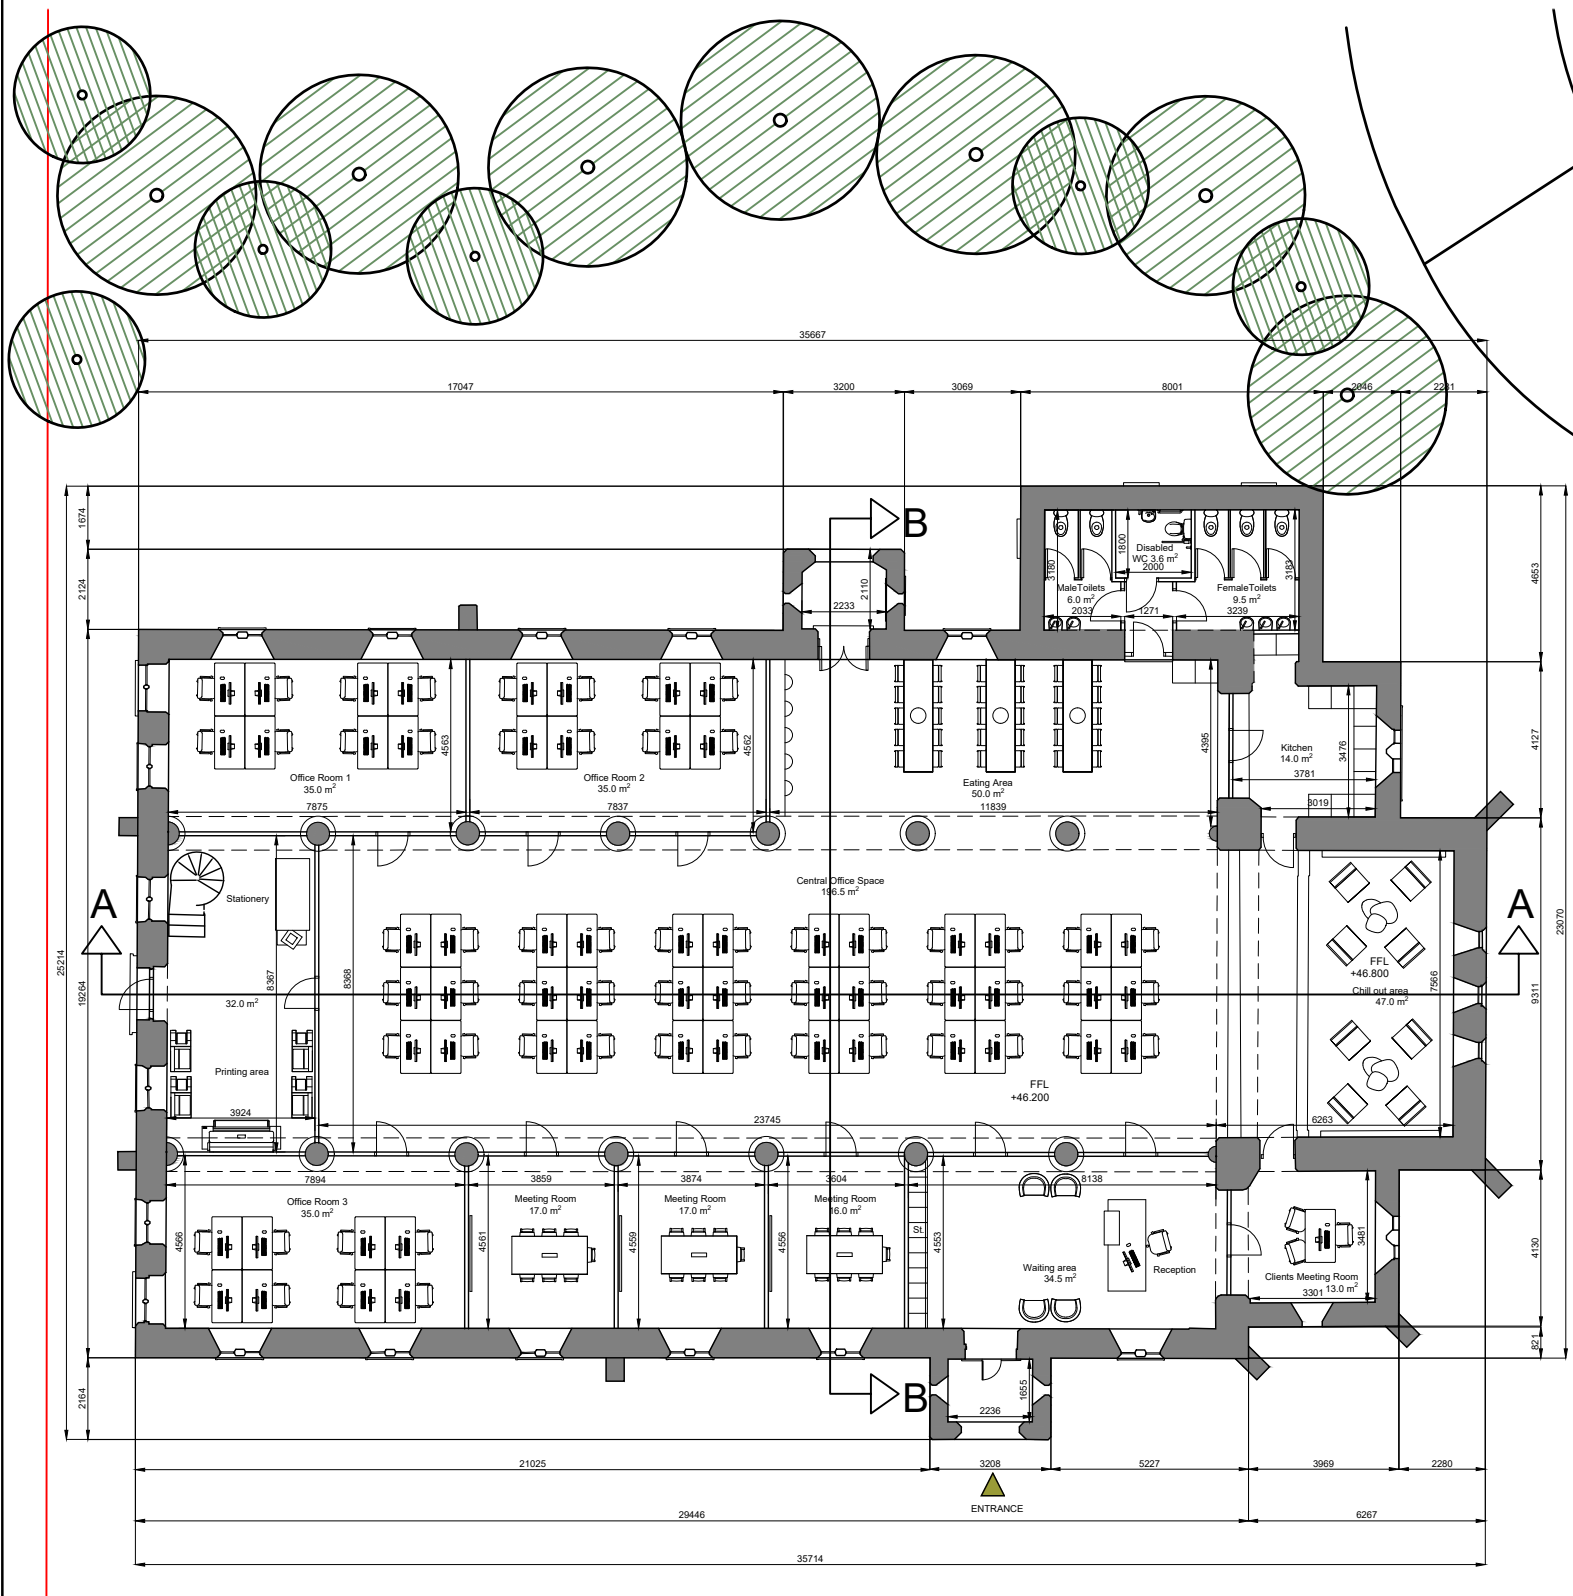 35667
17047
3200
3069
8001
2046
2281
1674
2124
25214
19264
2164
4653
4127
9311
23070
4130
821
B
2110
2233
3180
1800
Disabled
WC 3.6 m²
2000
3183
MaleToilets
6.0 m²
2033
1271
FemaleToilets
9.5 m²
3239
4563
4562
4395
Office Room 1
35.0 m²
7875
Office Room 2
35.0 m²
7837
Eating Area
50.0 m²
11839
Kitchen
14.0 m²
3781
3476
3019
Stationery
Central Office Space
196.5 m²
A
A
8367
8368
32.0 m²
FFL
+46.800
Chill out area
47.0 m²
7566
Printing area
FFL
+46.200
3924
23745
6263
7894
3859
3874
3604
8138
Office Room 3
35.0 m²
Meeting Room
17.0 m²
Meeting Room
17.0 m²
Meeting Room
16.0 m²
4566
4561
4559
4556
St.
4553
Waiting area
34.5 m²
Reception
3481
Clients Meeting Room
13.0 m²
3301
B
1655
2236
21025
3208
5227
3969
2280
ENTRANCE
29446
6267
35714